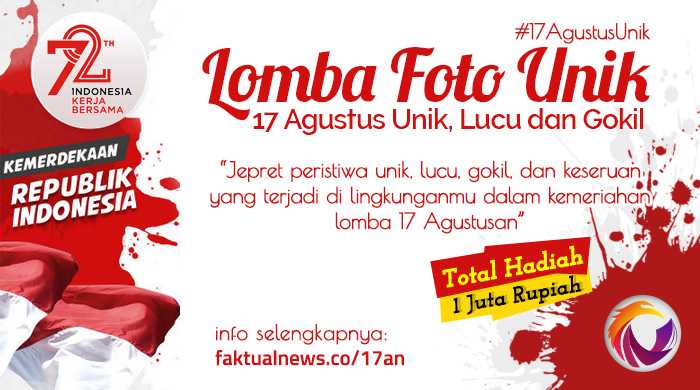 #17AgustusUnik
72TH
INDONESIA
KERJA
BERSAMA
Lomba Foto Unik
17 Agustus Unik, Lucu dan Gokil
KEMERDEKAAN
REPUBLIK
INDONESIA
"Jepret peristiwa unik, lucu, gokil, dan keseruan
yang terjadi di lingkunganmu dalam kemeriahan
lomba 17 Agustusan"
Total Hadiah
1 Juta Rupiah
info selengkapnya:
faktualnews.co/17an